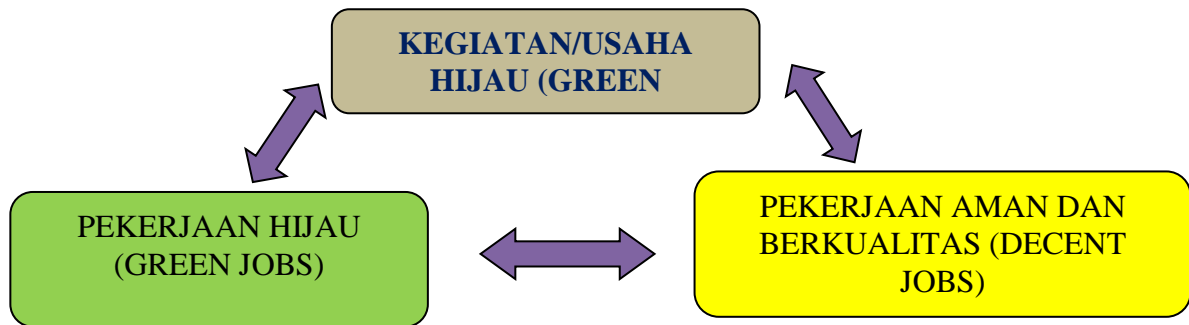 KEGIATAN/USAHA
HIJAU (GREEN
PEKERJAAN HIJAU
(GREEN JOBS)
PEKERJAAN AMAN DAN
BERKUALITAS (DECENT
JOBS)